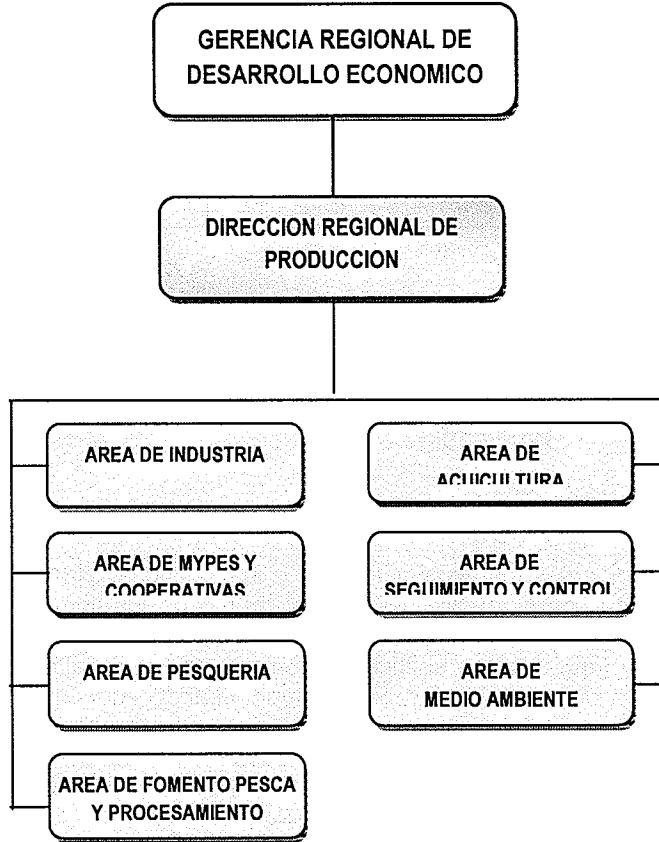 GERENCIA REGIONAL DE
DESARROLLO ECONOMICO
DIRECCION REGIONAL DE
PRODUCCION
AREA DE INDUSTRIA
AREA DE MYPES Y
COOPERATIVAS
AREA DE PESQUERIA
AREA DE FOMENTO PESCA
Y PROCESAMIENTO
AREA DE
ACUICULTURA
AREA DE
SEGUIMIENTO Y CONTROL
AREA DE
MEDIO AMBIENTE